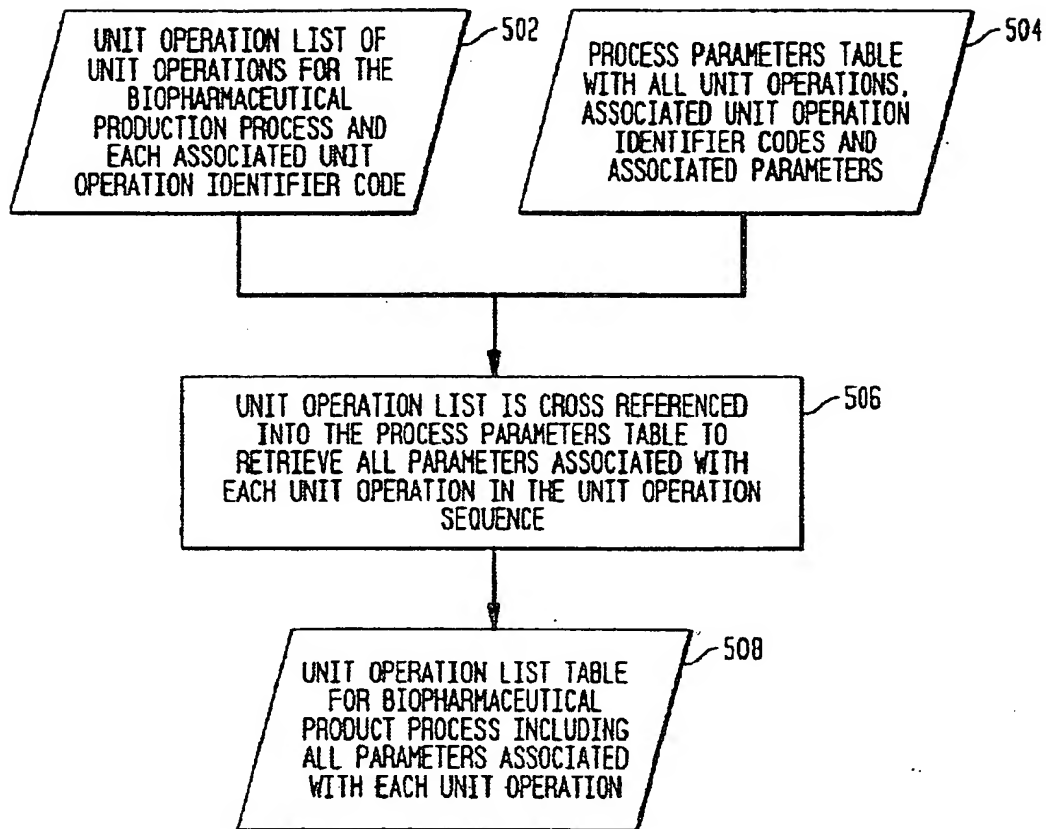 UNIT OPERATION LIST OF
UNIT OPERATIONS FOR THE
BIOPHARMACEUTICAL
PRODUCTION PROCESS AND
EACH ASSOCIATED UNIT
OPERATION IDENTIFIER CODE
502
PROCESS PARAMETERS TABLE
WITH ALL UNIT OPERATIONS,
ASSOCIATED UNIT OPERATION
IDENTIFIER CODES AND
ASSOCIATED PARAMETERS
504
UNIT OPERATION LIST IS CROSS REFERENCED
INTO THE PROCESS PARAMETERS TABLE TO
RETRIEVE ALL PARAMETERS ASSOCIATED WITH
EACH UNIT OPERATION IN THE UNIT OPERATION
SEQUENCE
506
UNIT OPERATION LIST TABLE
FOR BIOPHARMACEUTICAL
PRODUCT PROCESS INCLUDING
ALL PARAMETERS ASSOCIATED
WITH EACH UNIT OPERATION
508